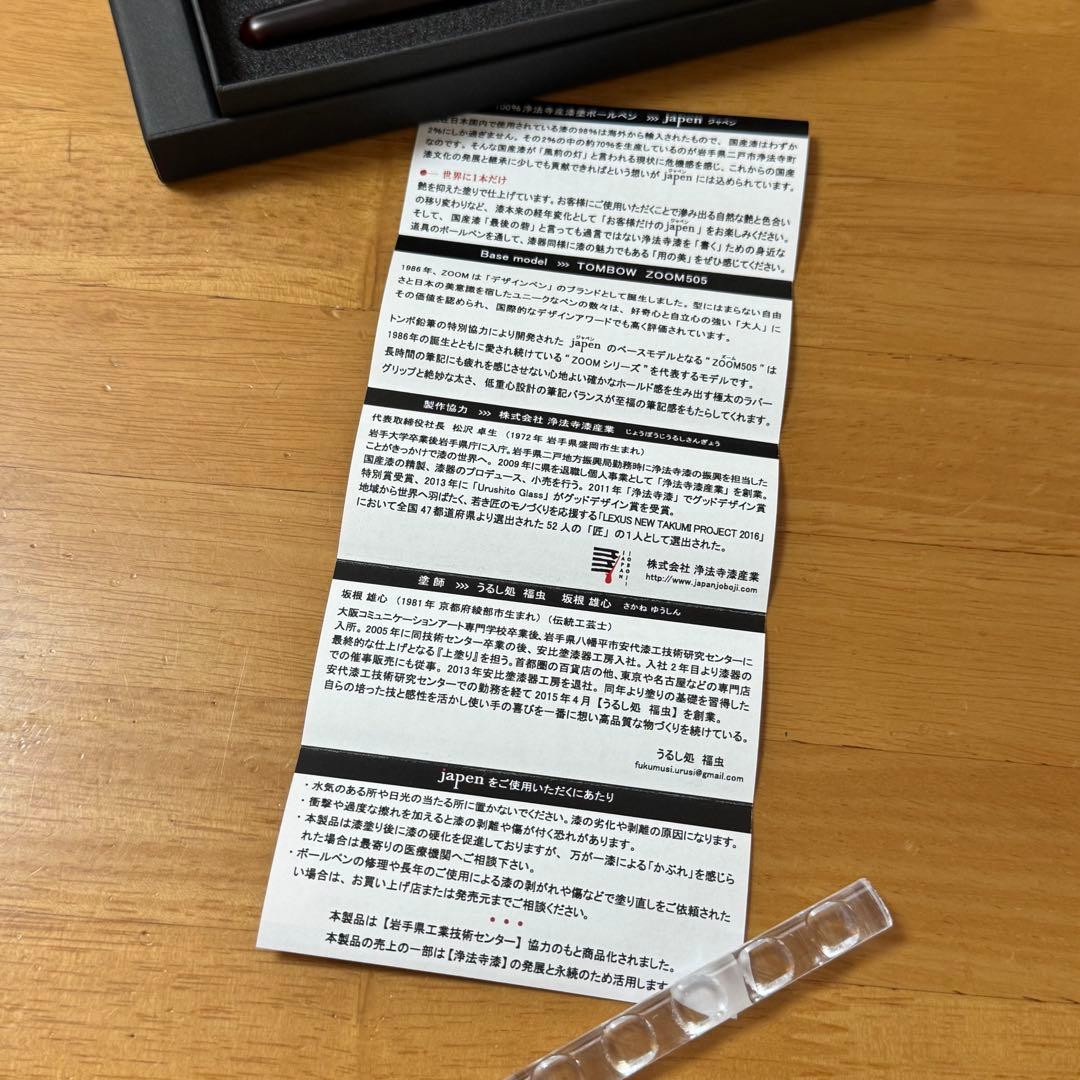 100%浄法寺産漆塗ボールペン >>> japen ジャペン
在日本国内で使用されている漆の98%は海外から輸入されたもので、国産漆はわずか
2%にしか過ぎません。その2%の中の約70%を生産しているのが岩手県二戸市浄法寺町
なのです。そんな国産漆が「風前の灯」と言われる現状に危機感を感じ、これからの国産
漆文化の発展と継承に少しでも貢献できればという想いが japen ジャペン には込められています。
世界に1本だけ
艶を抑えた塗りで仕上げています。お客様にご使用いただくことで滲み出る自然な艶と色合い
の移り変わりなど、漆本来の経年変化として「お客様だけの japen ジャペン」をお楽しみください。
そして、国産漆「最後の砦」と言っても過言ではない浄法寺漆を「書く」ための身近な
道具のボールペンを通して、漆器同様に漆の魅力でもある「用の美」をぜひ感じてください。
Base model >>> TOMBOW ZOOM505
1986年、ZOOMは「デザインペン」のブランドとして誕生しました。型にはまらない自由
さと日本の美意識を宿したユニークなペンの数々は、好奇心と自立心の強い「大人」に
その価値を認められ、国際的なデザインアワードでも高く評価されています。
トンボ鉛筆の特別協力により開発された japen ジャペン のベースモデルとなる“ZOOM505 ズーム”は
1986年の誕生とともに愛され続けている“ZOOMシリーズ”を代表するモデルです。
長時間の筆記にも疲れを感じさせない心地よい確かなホールド感を生み出す極太のラバー
グリップと絶妙な太さ、低重心設計の筆記バランスが至福の筆記感をもたらしてくれます。
製作協力 >>> 株式会社 浄法寺漆産業 じょうぼうじうるしさんぎょう
代表取締役社長 松沢 卓生 (1972年 岩手県盛岡市生まれ)
岩手大学卒業後岩手県庁に入庁。岩手県二戸地方振興局勤務時に浄法寺漆の振興を担当した
ことがきっかけで漆の世界へ。2009年に県を退職し個人事業として「浄法寺漆産業」を創業。
国産漆の精製、漆器のプロデュース、小売を行う。2011年「浄法寺漆」でグッドデザイン賞
特別賞受賞、2013年に「Urushito Glass」がグッドデザイン賞を受賞。
地域から世界へ羽ばたく、若き匠のモノづくりを応援する「LEXUS NEW TAKUMI PROJECT 2016」
において全国47都道府県より選出された52人の「匠」の1人として選出された。
JOBOJI JAPAN
株式会社 浄法寺漆産業
http://www.japanjoboji.com
塗師 >>> うるし処 福虫 坂根 雄心 さかね ゆうしん
坂根 雄心 (1981年 京都府綾部市生まれ)(伝統工芸士)
大阪コミュニケーションアート専門学校卒業後、岩手県八幡平市安代漆工技術研究センターに
入所。2005年に同技術センター卒業の後、安比塗漆器工房入社。入社2年目より漆器の
最終的な仕上げとなる『上塗り』を担う。首都圏の百貨店の他、東京や名古屋などの専門店
での催事販売にも従事。2013年安比塗漆器工房を退社。同年より塗りの基礎を習得した
安代漆工技術研究センターでの勤務を経て2015年4月【うるし処 福虫】を創業。
自らの培った技と感性を活かし使い手の喜びを一番に想い高品質な物づくりを続けている。
うるし処 福虫
fukumusi.urusi@gmail.com
japen をご使用いただくにあたり
・水気のある所や日光の当たる所に置かないでください。漆の劣化や剥離の原因になります。
・衝撃や過度な擦れを加えると漆の剥離や傷が付く恐れがあります。
・本製品は漆塗り後に漆の硬化を促進しておりますが、万が一漆による「かぶれ」を感じら
れた場合は最寄りの医療機関へご相談下さい。
・ボールペンの修理や長年のご使用による漆の剥がれや傷などで塗り直しをご依頼された
い場合は、お買い上げ店または発売元までご相談ください。
本製品は【岩手県工業技術センター】協力のもと商品化されました。
本製品の売上の一部は【浄法寺漆】の発展と永続のため活用します